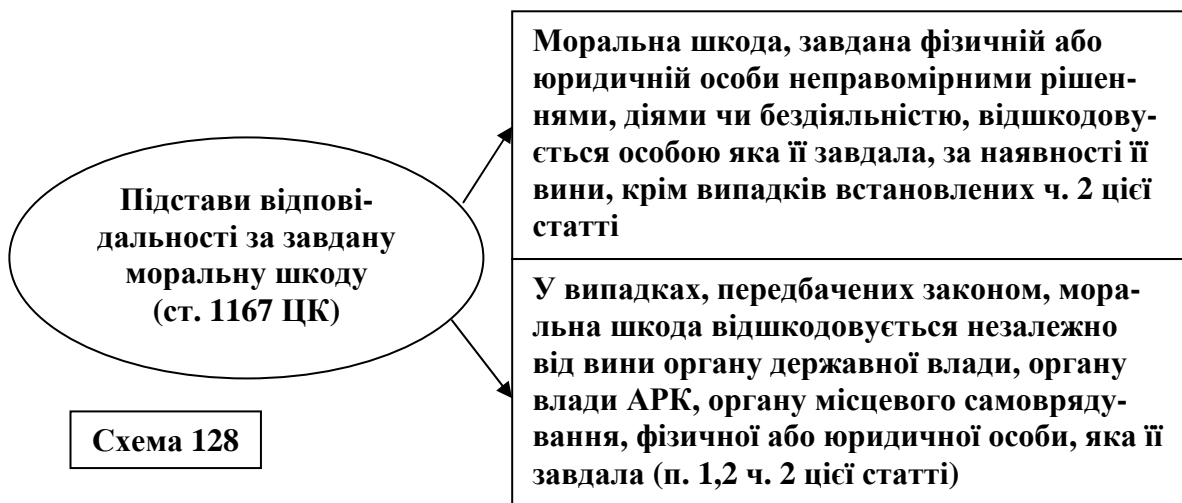 Моральна шкода, завдана фізичній або
юридичній особи неправомірними рішен-
нями, діями чи бездіяльністю, відшкодову-
ється особою яка її завдала, за наявності її
вини, крім випадків встановлених ч. 2 цієї
статті
Підстави відпові-
дальності за завдану
моральну шкоду
(ст. 1167 ЦК)
У випадках, передбачених законом, мора-
льна шкода відшкодовується незалежно
від вини органу державної влади, органу
влади АРК, органу місцевого самовряду-
вання, фізичної або юридичної особи, яка її
завдала (п. 1,2 ч. 2 цієї статті)
Схема 128